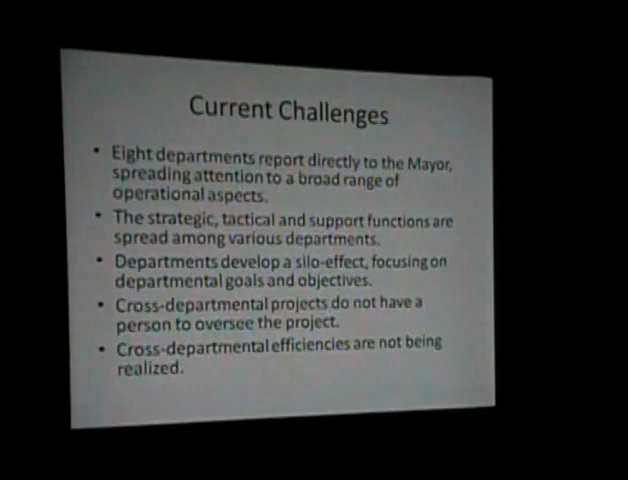 Current Challenges
• Eight departments report directly to the Mayor,
spreading attention to a broad range of
operational aspects.
• The strategic, tactical and support functions are
spread among various departments.
• Departments develop a silo-effect, focusing on
departmental goals and objectives.
• Cross-departmental projects do not have a
person to oversee the project.
• Cross-departmental efficiencies are not being
realized.